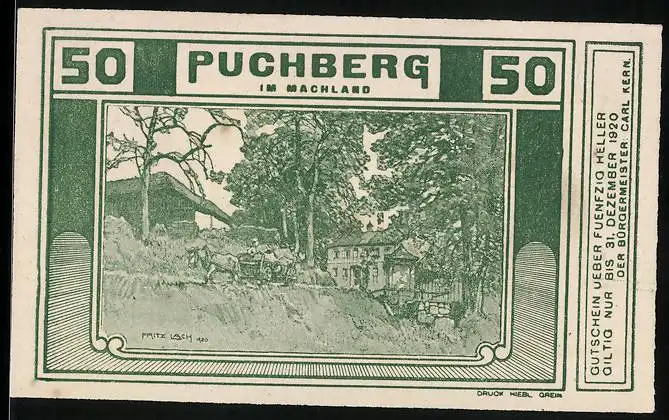 50 PUCHBERG 50
IM MACHLAND
FRITZ LACH 1920
DRUCK HIEBL GREIN
GUTSCHEIN UEBER FUENFZIG HELLER
GILTIG NUR BIS 31. DEZEMBER 1920
DER BÜRGERMEISTER: CARL KERN.